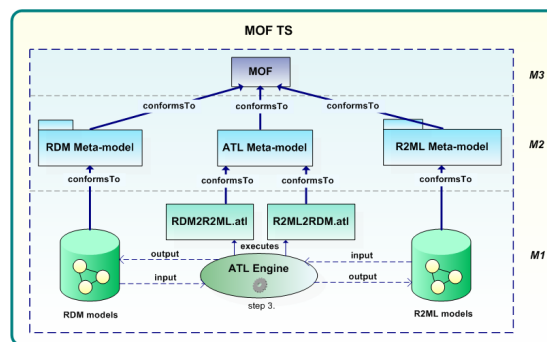 MOF TS
MOF
M3
conformsTo conformsTo conformsTo
RDM Meta-model ATL Meta-model R2ML Meta-model
M2
conformsTo conformsTo conformsTo conformsTo
RDM2R2ML.atl R2ML2RDM.atl
executes
output input
M1
ATL Engine
input output
step 3.
RDM models R2ML models